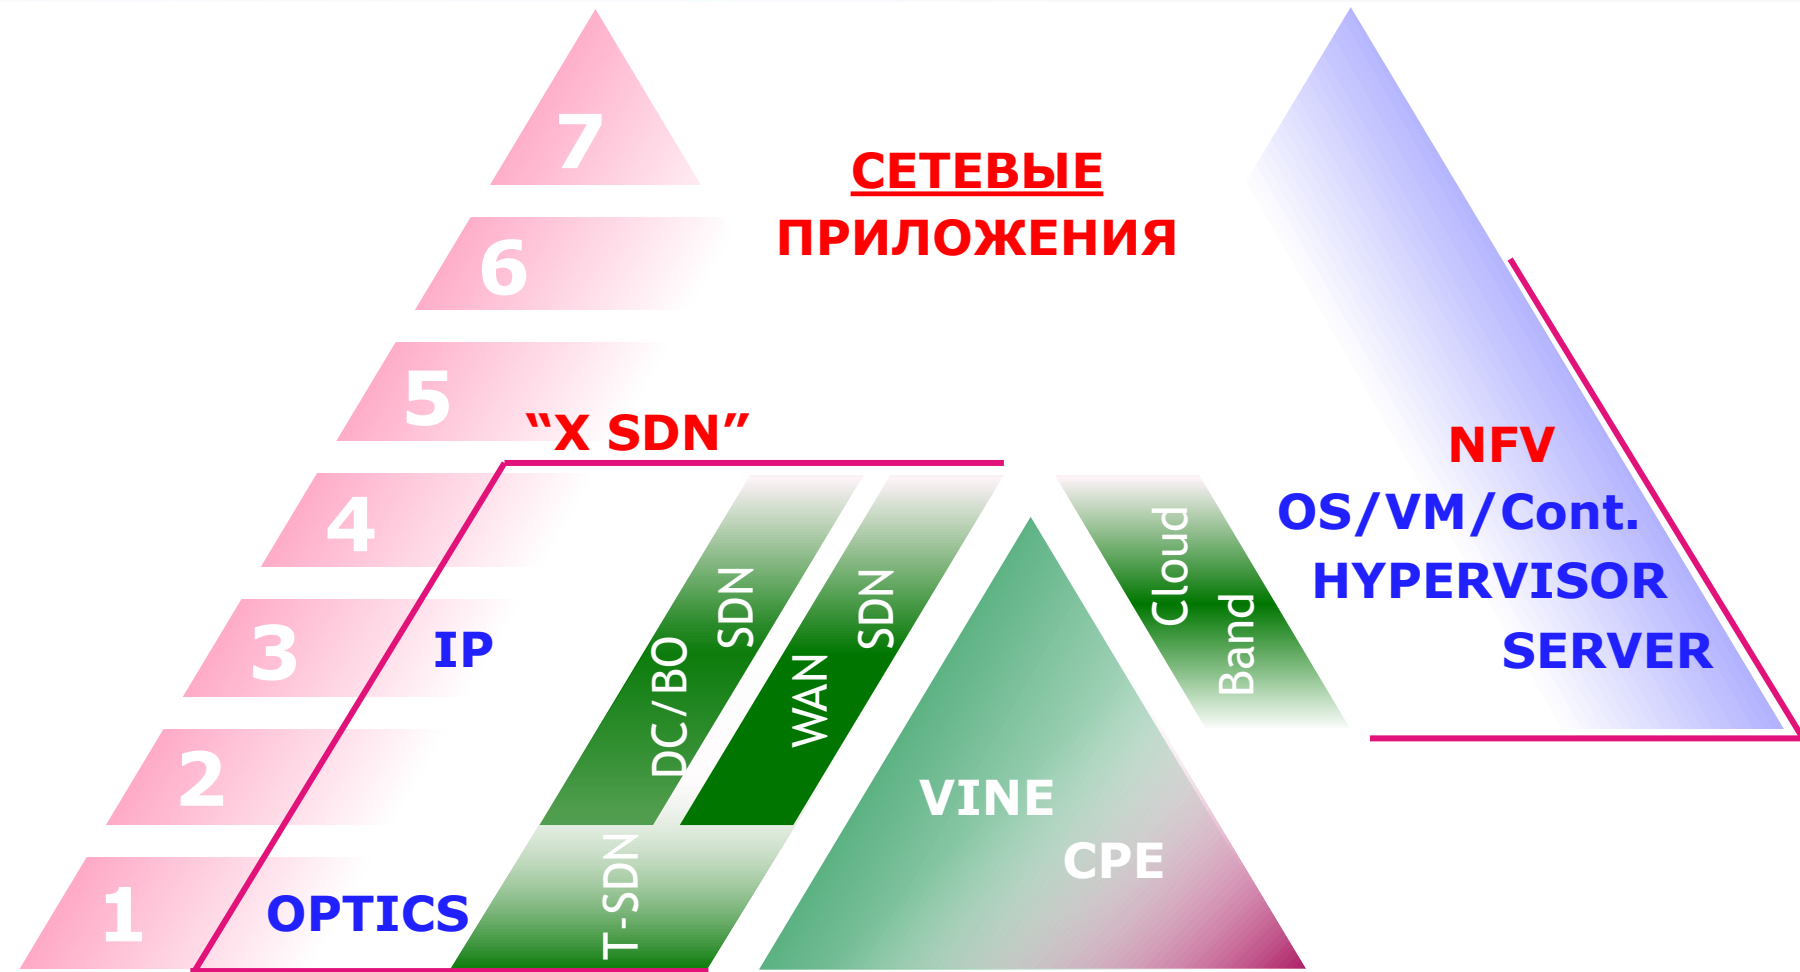 7
СЕТЕВЫЕ
ПРИЛОЖЕНИЯ
6
5
“X SDN”
NFV
4
OS/VM/Cont.
HYPERVISOR
3
IP
SERVER
DC/BO
SDN
WAN
SDN
Cloud
Band
2
VINE
CPE
1
OPTICS
T-SDN